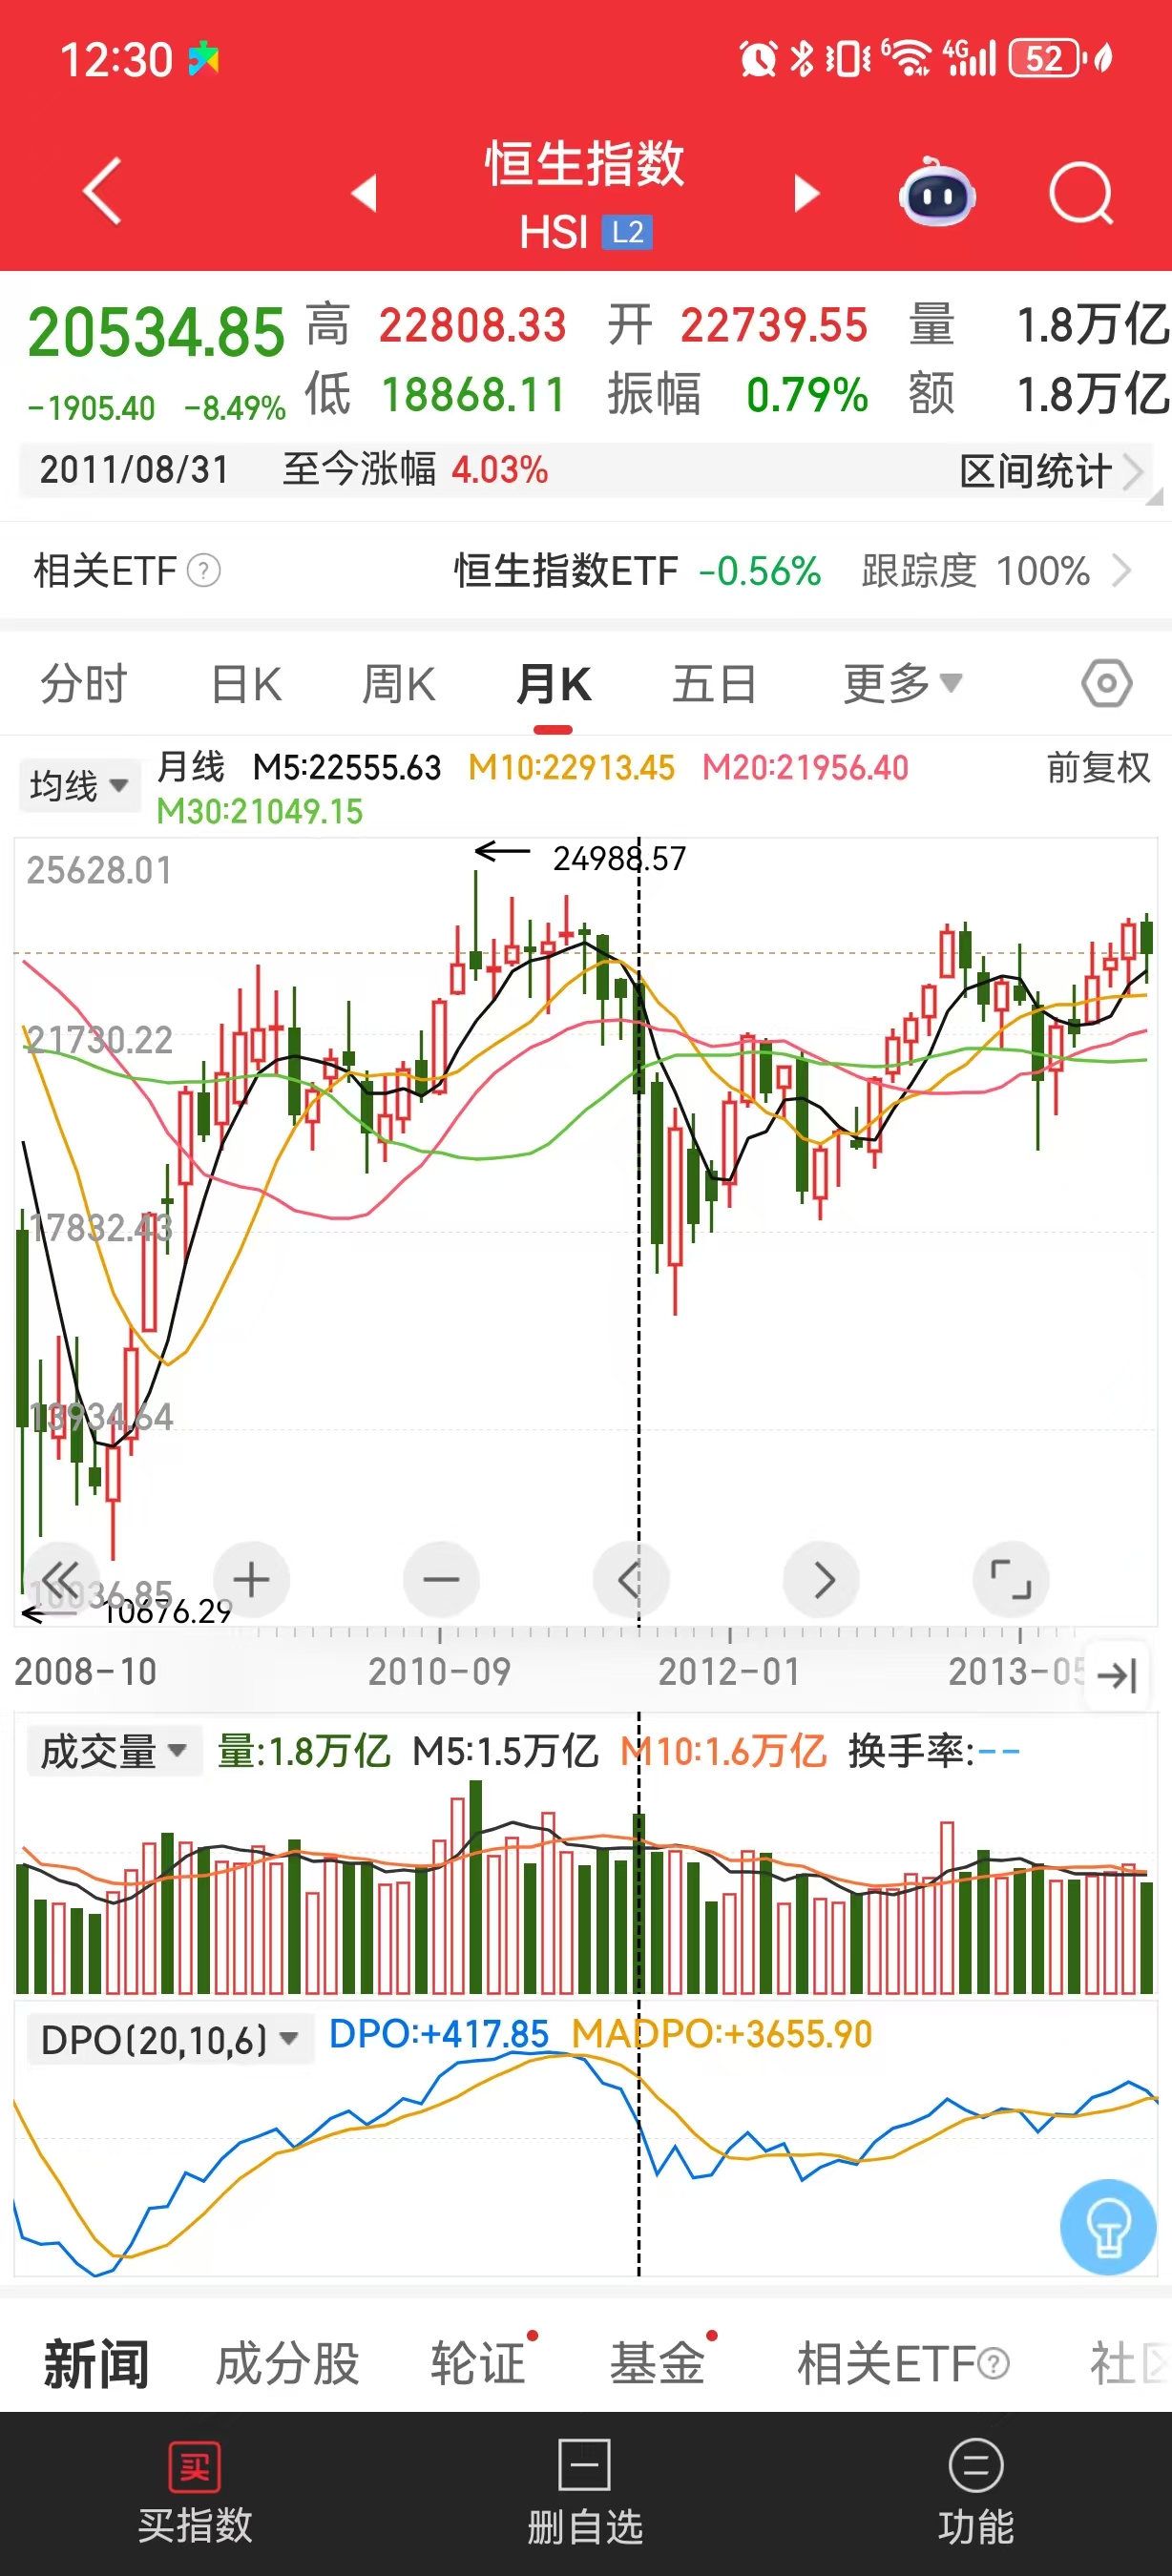 12:30 6 4G 52
恒生指数
HSI L2
20534.85 高 22808.33 开 22739.55 量 1.8万亿
-1905.40 -8.49% 低 18868.11 振幅 0.79% 额 1.8万亿
2011/08/31 至今涨幅 4.03% 区间统计
相关ETF ? 恒生指数ETF -0.56% 跟踪度 100%
分时 日K 周K 月K 五日 更多
均线 月线 M5:22555.63 M10:22913.45 M20:21956.40 前复权
M30:21049.15
25628.01
24988.57
21730.22
17832.43
13934.64
10036.85
10676.29
2008-10 2010-09 2012-01 2013-05
成交量 量:1.8万亿 M5:1.5万亿 M10:1.6万亿 换手率:--
DPO(20,10,6) DPO:+417.85 MADPO:+3655.90
新闻 成分股 轮证 基金 相关ETF ? 社区
买
买指数 删自选 功能